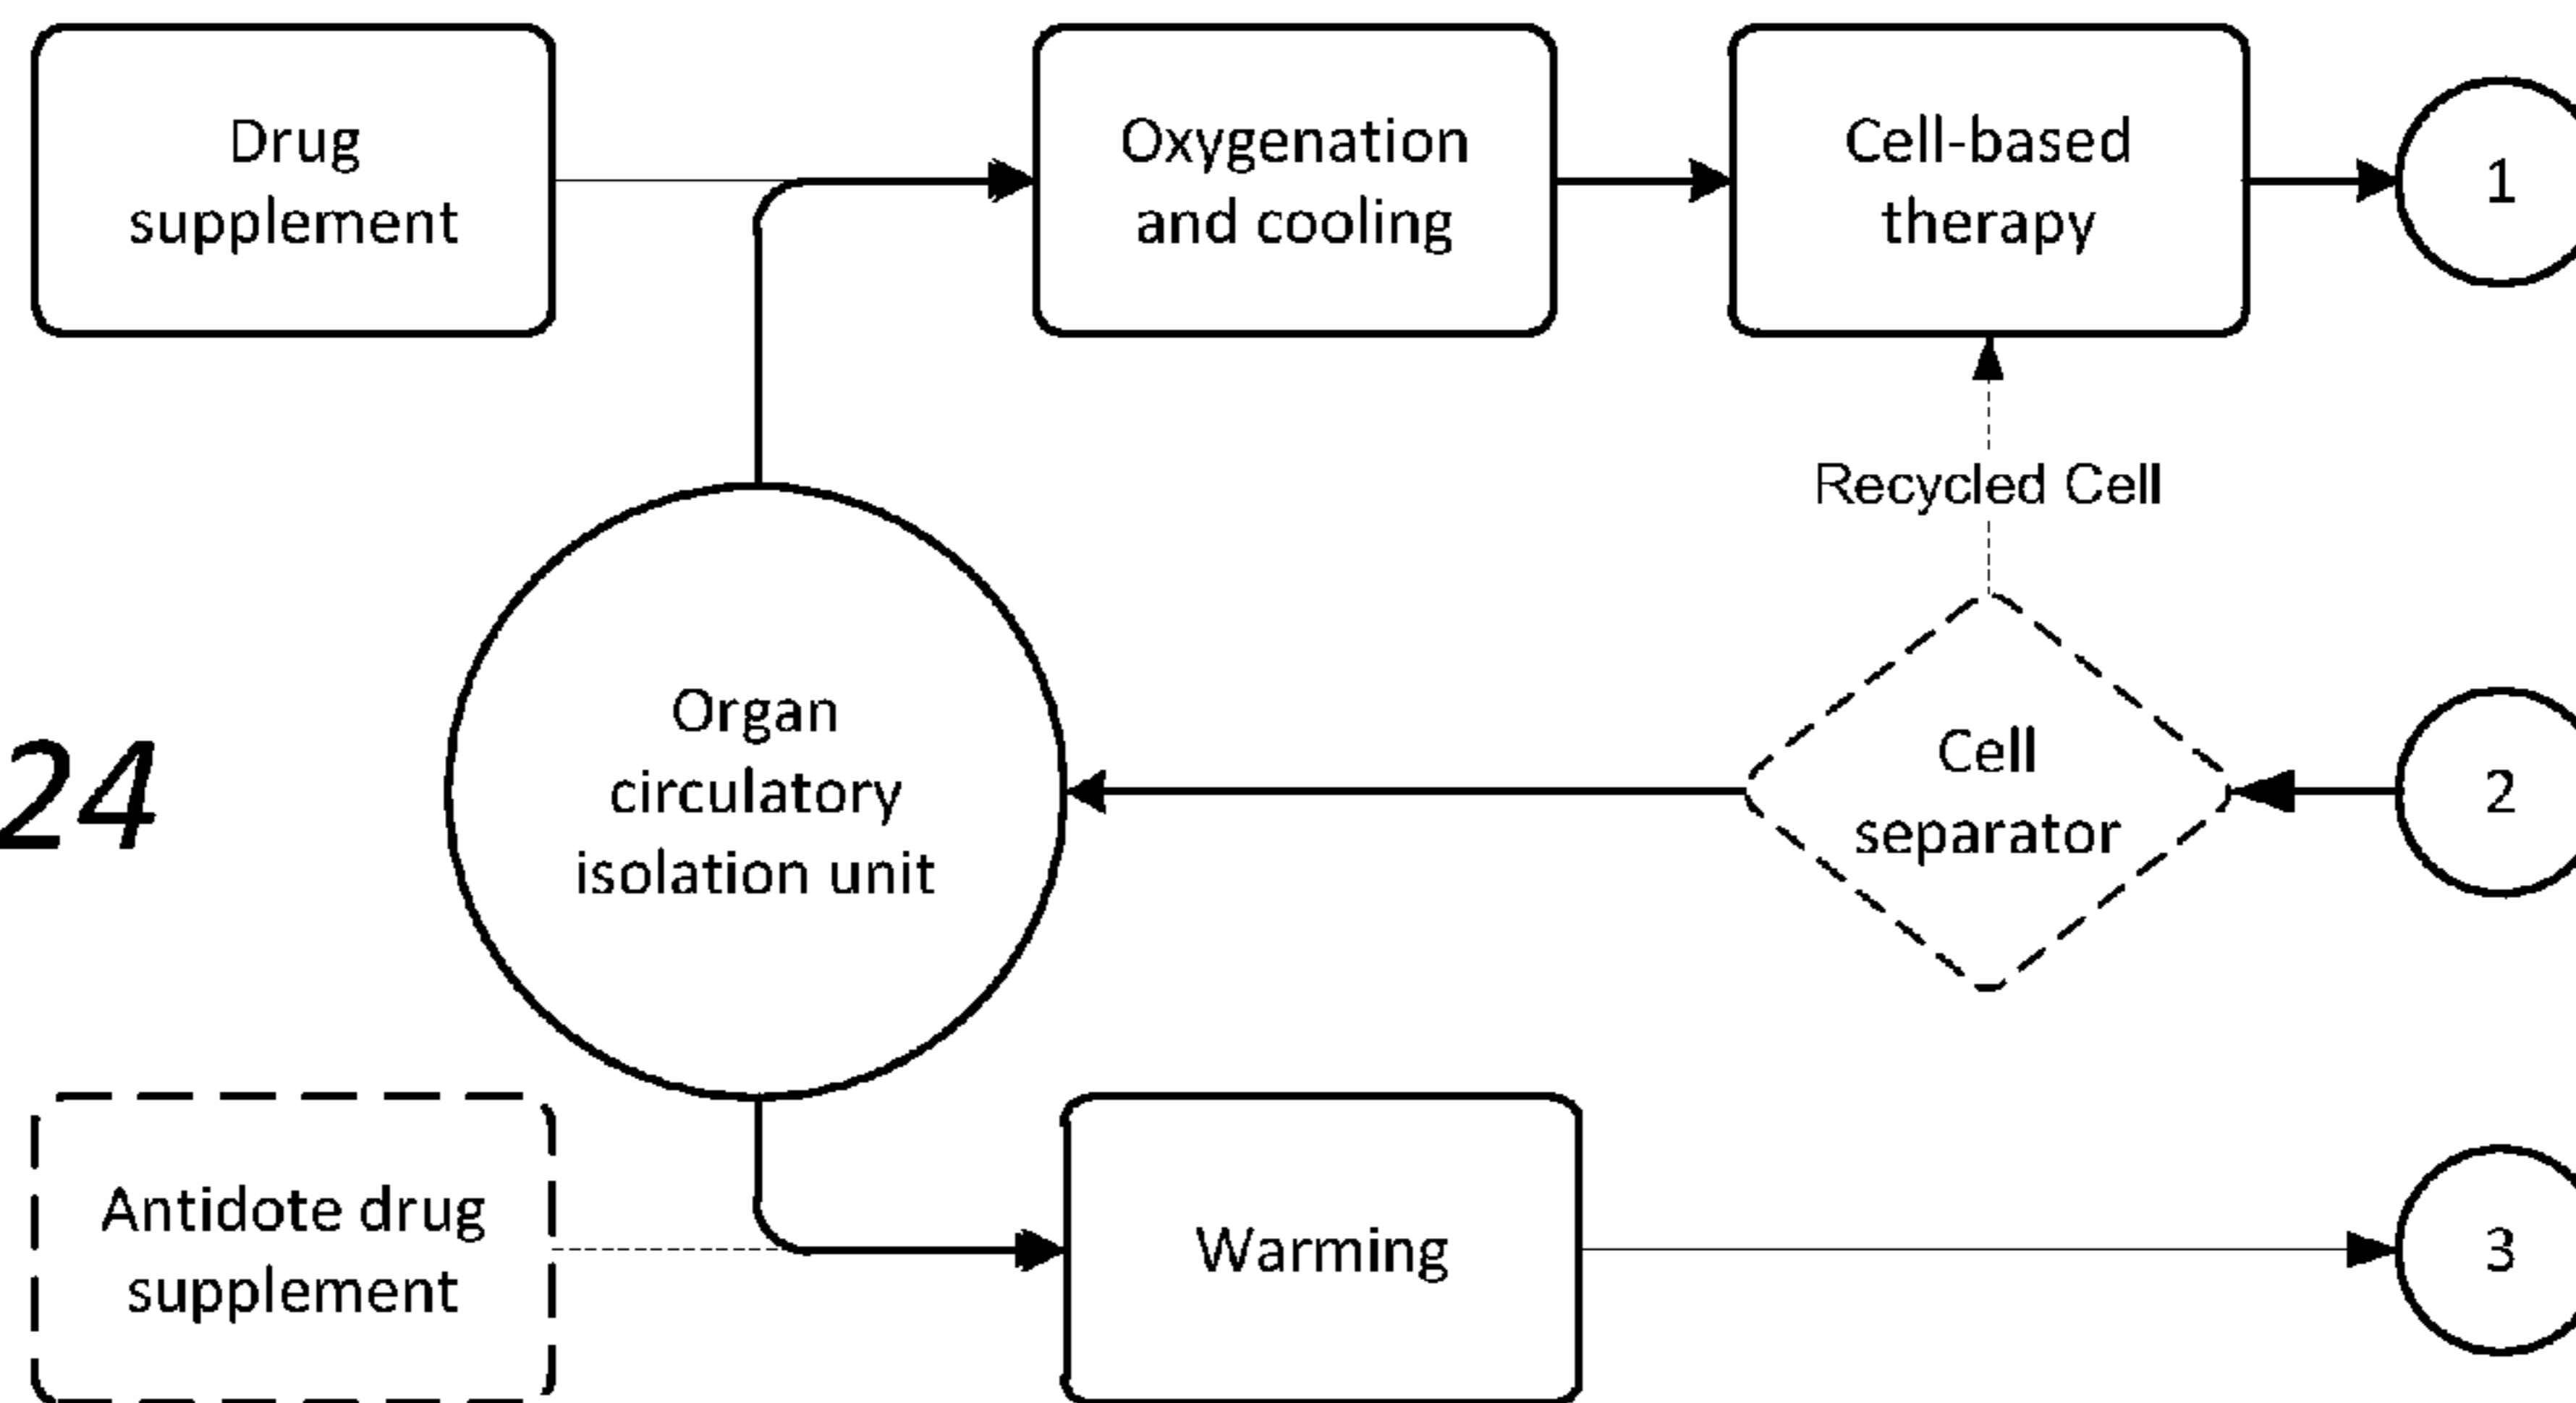 Drug
supplement
Oxygenation
and cooling
Cell-based
therapy
1
Recycled Cell
24
Organ
circulatory
isolation unit
Cell
separator
2
Antidote drug
supplement
Warming
3